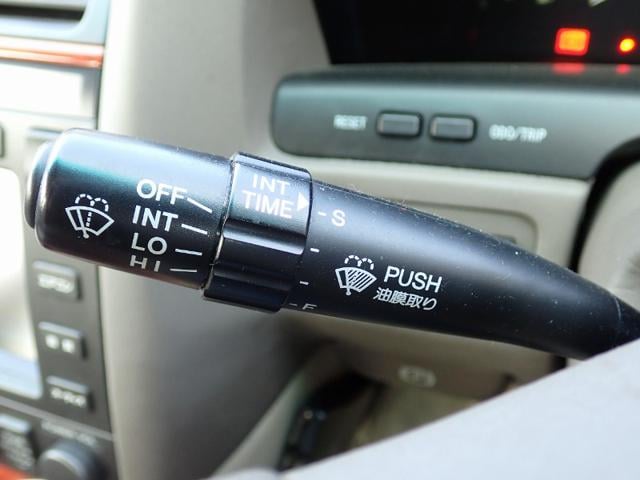 RESET
ODO/TRIP
OFF
INT
LO
HI
INT
TIME
S
F
PUSH
油膜取り